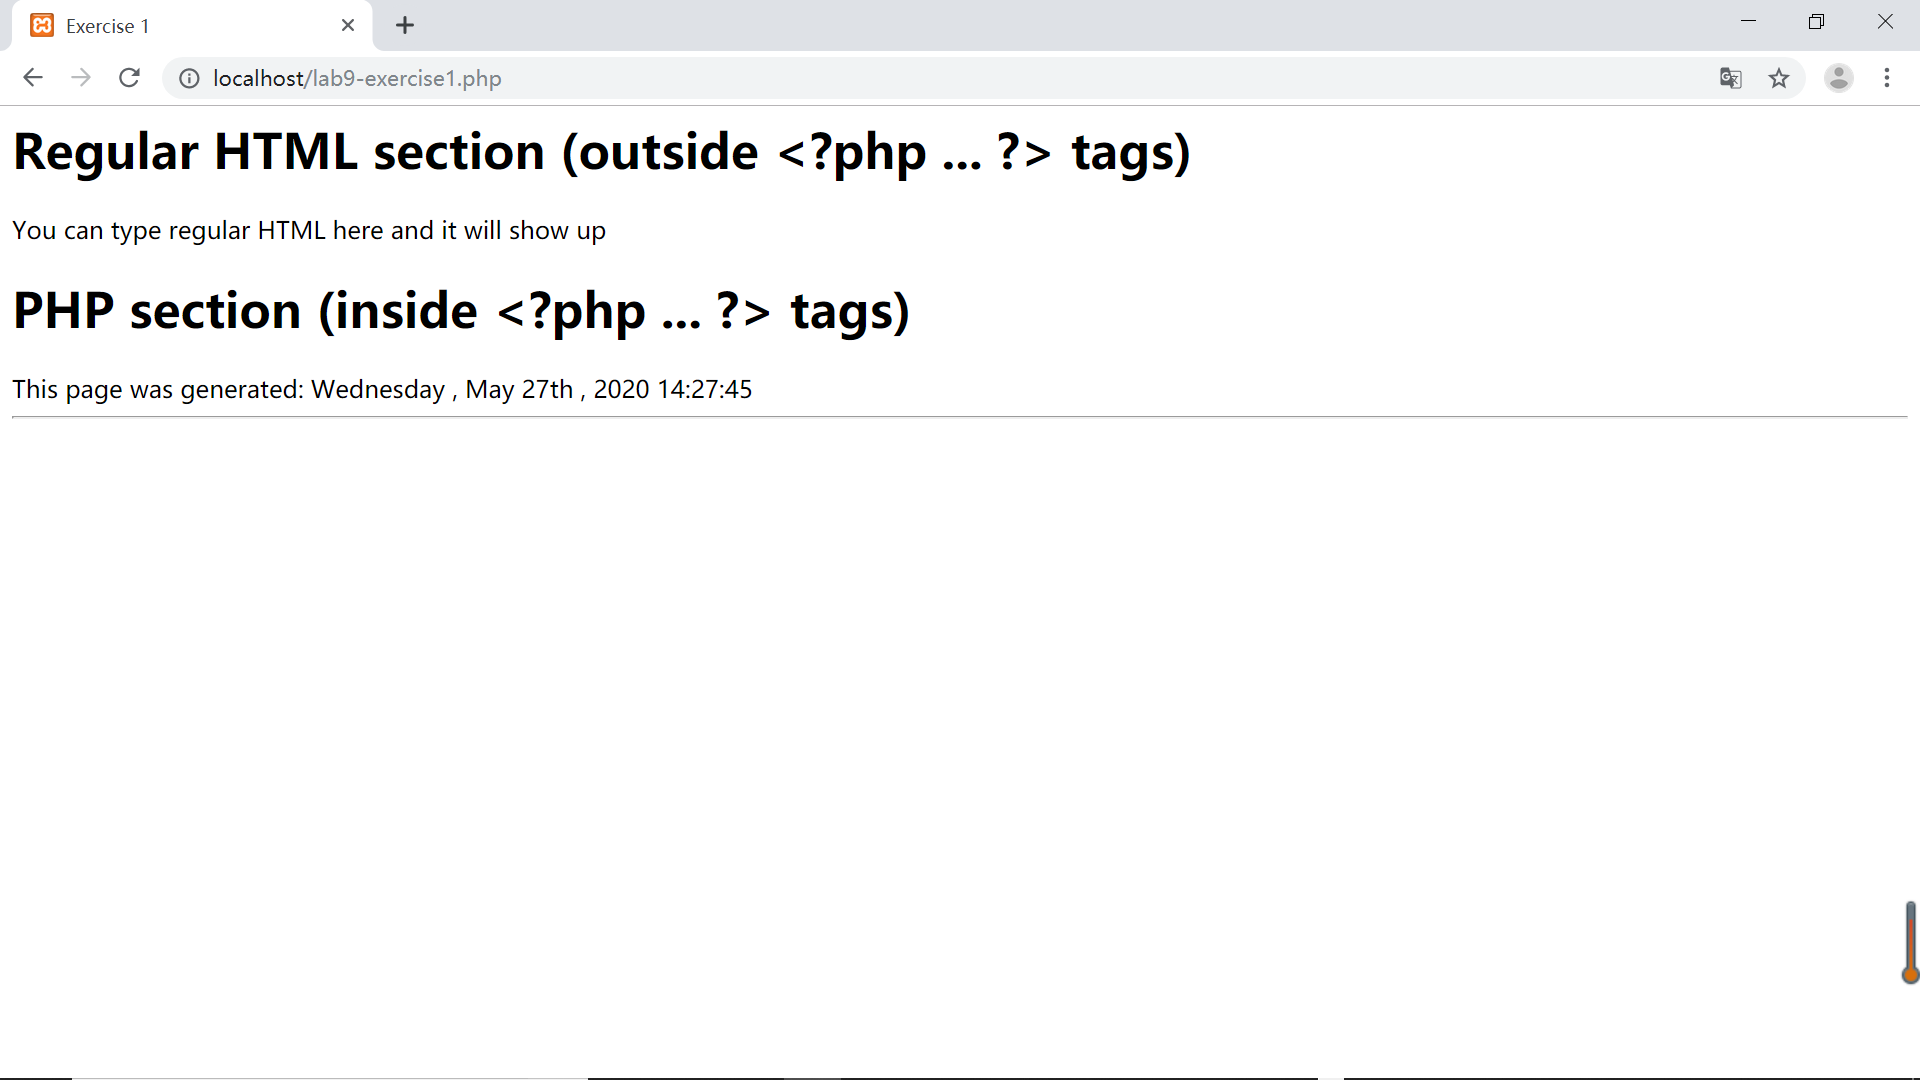 Exercise 1
localhost/lab9-exercise1.php
Regular HTML section (outside <?php ... ?> tags)
You can type regular HTML here and it will show up
PHP section (inside <?php ... ?> tags)
This page was generated: Wednesday , May 27th , 2020 14:27:45